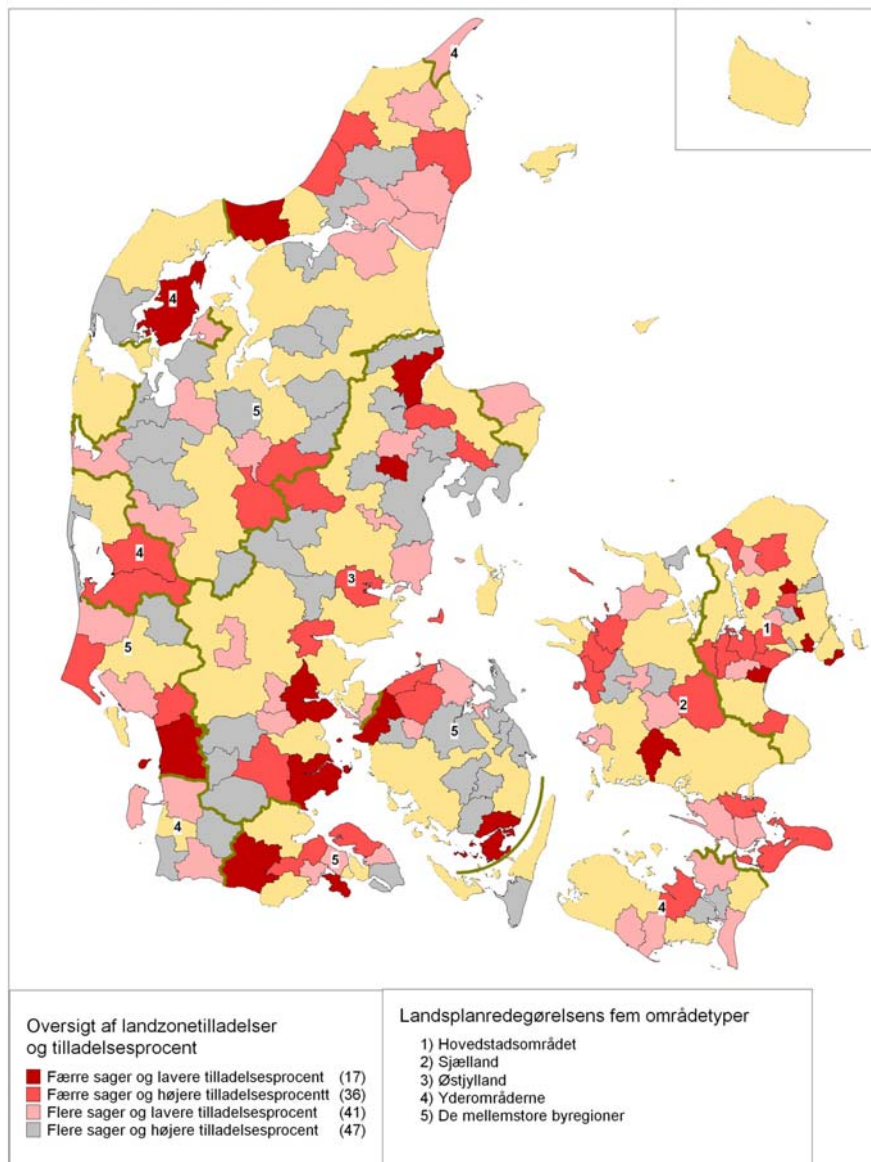 4
4
5
4
3
5
1
2
5
4
5
4
Oversigt af landzonetilladelser
og tilladelsesprocent
Færre sager og lavere tilladelsesprocent (17)
Færre sager og højere tilladelsesprocentt (36)
Flere sager og lavere tilladelsesprocent (41)
Flere sager og højere tilladelsesprocent (47)
Landsplanredegørelsens fem områdetyper
1) Hovedstadsområdet
2) Sjælland
3) Østjylland
4) Yderområderne
5) De mellemstore byregioner